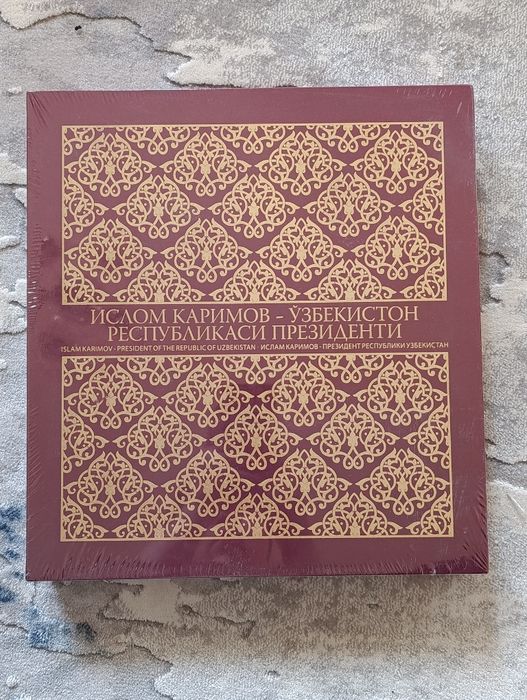 ИСЛОМ КАРИМОВ - ЎЗБЕКИСТОН
РЕСПУБЛИКАСИ ПРЕЗИДЕНТИ
ISLAM KARIMOV - PRESIDENT OF THE REPUBLIC OF UZBEKISTAN - ИСЛАМ КАРИМОВ - ПРЕЗИДЕНТ РЕСПУБЛИКИ УЗБЕКИСТАН